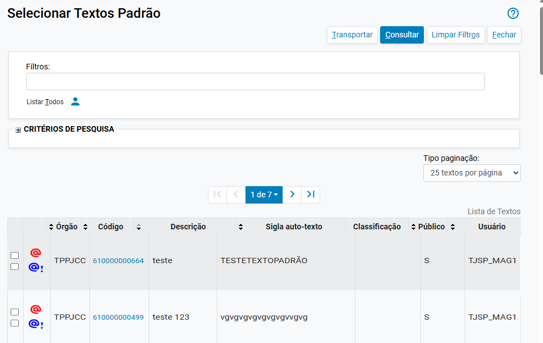 Selecionar Textos Padrão
Transportar Consultar Limpar Filtros Fechar
Filtros:
Listar Todos
CRITÉRIOS DE PESQUISA
Tipo paginação:
25 textos por página
1 de 7
Lista de Textos
Órgão Código Descrição Sigla auto-texto Classificação Público Usuário
TPPJCC 610000000664 teste TESTETEXTOPADRÃO S TJSP_MAG1
TPPJCC 610000000499 teste 123 vgvgvgvgvgvgvgvvgvg S TJSP_MAG1